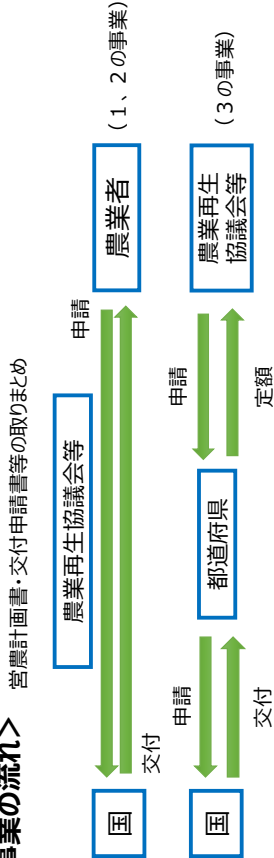 業の流れ>
営農計画書・交付申請書等の取りまとめ
農業再生協議会等
国
交付
申請
農業者
(1、2の事業)
国
申請
交付
都道府県
申請
定額
農業再生
協議会等
(3の事業)